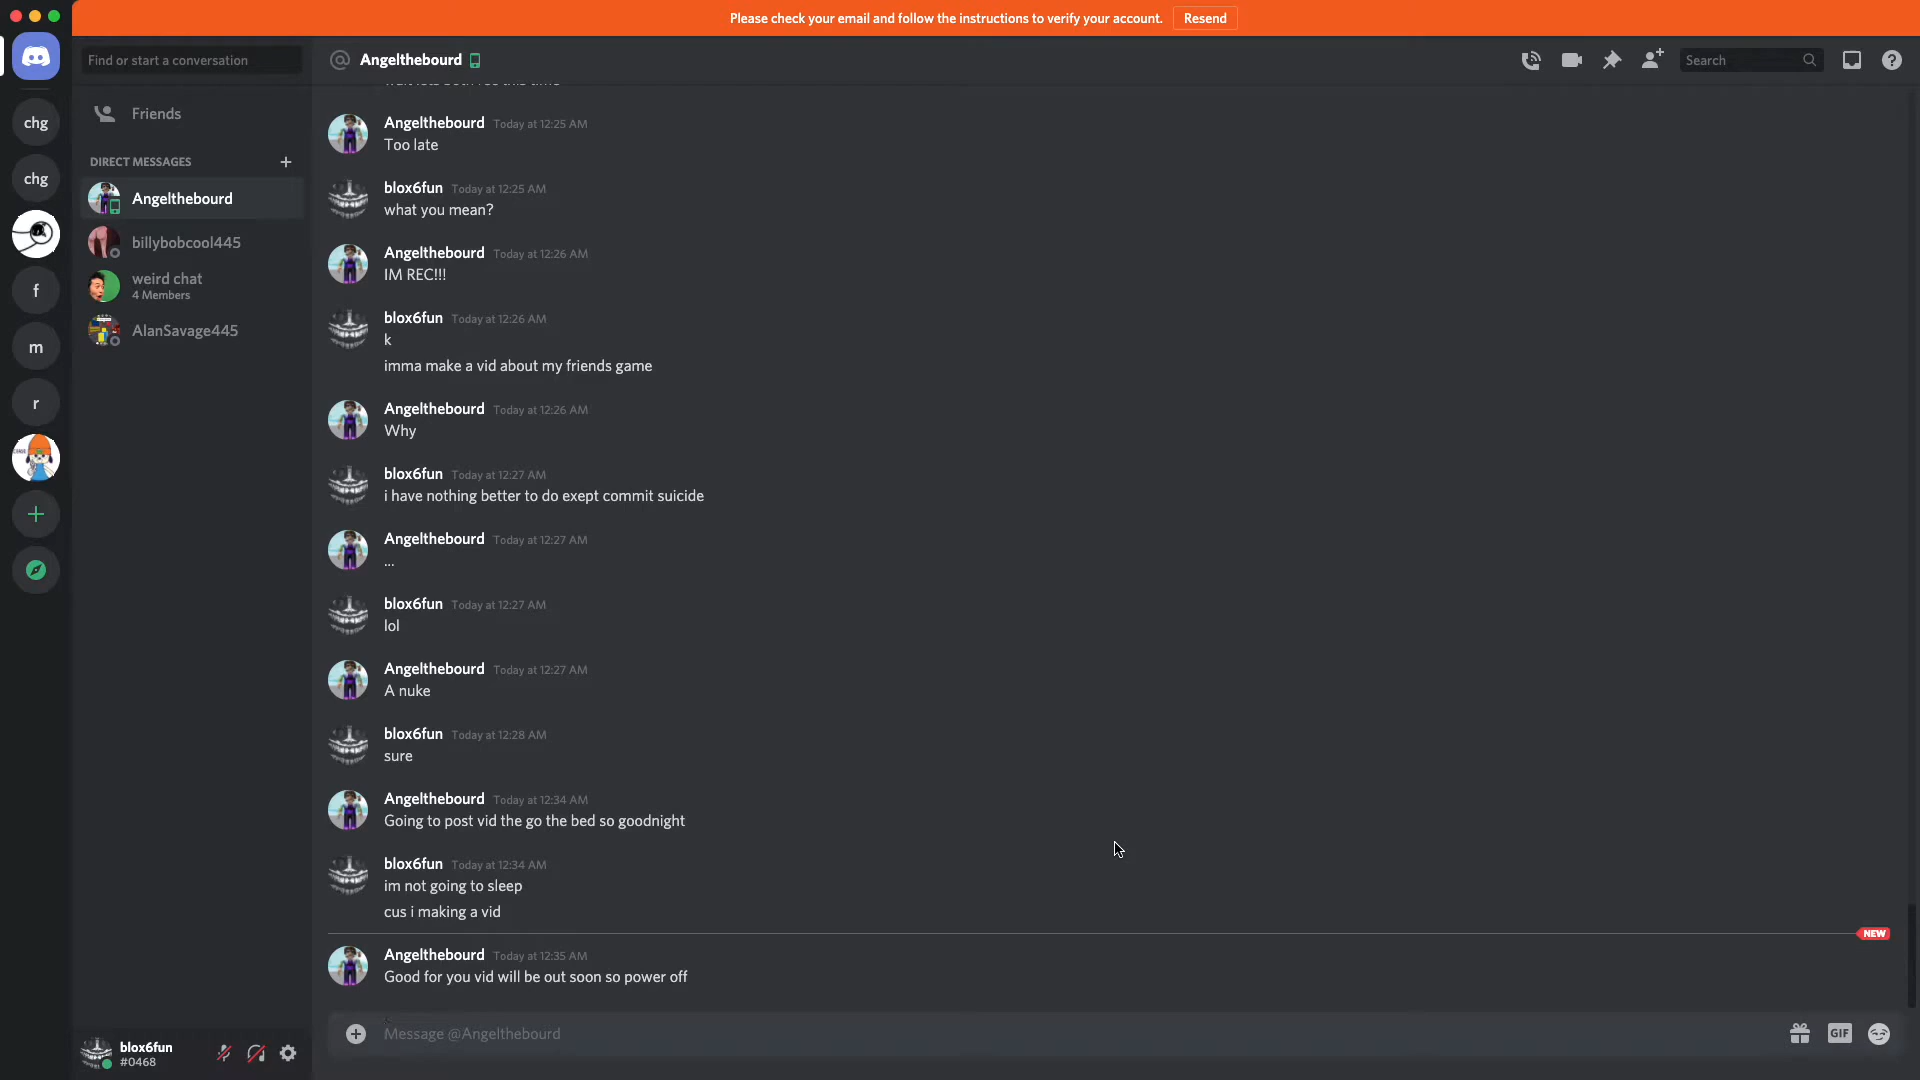 Please check your email and follow the instructions to verify your account. Resend
Find or start a conversation
Angelthebourd
Search
chg
chg
f
m
r
Friends
DIRECT MESSAGES
Angelthebourd
billybobcool445
weird chat
4 Members
AlanSavage445
Angelthebourd Today at 12:25 AM
Too late
blox6fun Today at 12:25 AM
what you mean?
Angelthebourd Today at 12:26 AM
IM REC!!!
blox6fun Today at 12:26 AM
k
imma make a vid about my friends game
Angelthebourd Today at 12:26 AM
Why
blox6fun Today at 12:27 AM
i have nothing better to do exept commit suicide
Angelthebourd Today at 12:27 AM
...
blox6fun Today at 12:27 AM
lol
Angelthebourd Today at 12:27 AM
A nuke
blox6fun Today at 12:28 AM
sure
Angelthebourd Today at 12:34 AM
Going to post vid the go the bed so goodnight
blox6fun Today at 12:34 AM
im not going to sleep
cus i making a vid
NEW
Angelthebourd Today at 12:35 AM
Good for you vid will be out soon so power off
Message @Angelthebourd
GIF
blox6fun
#0468